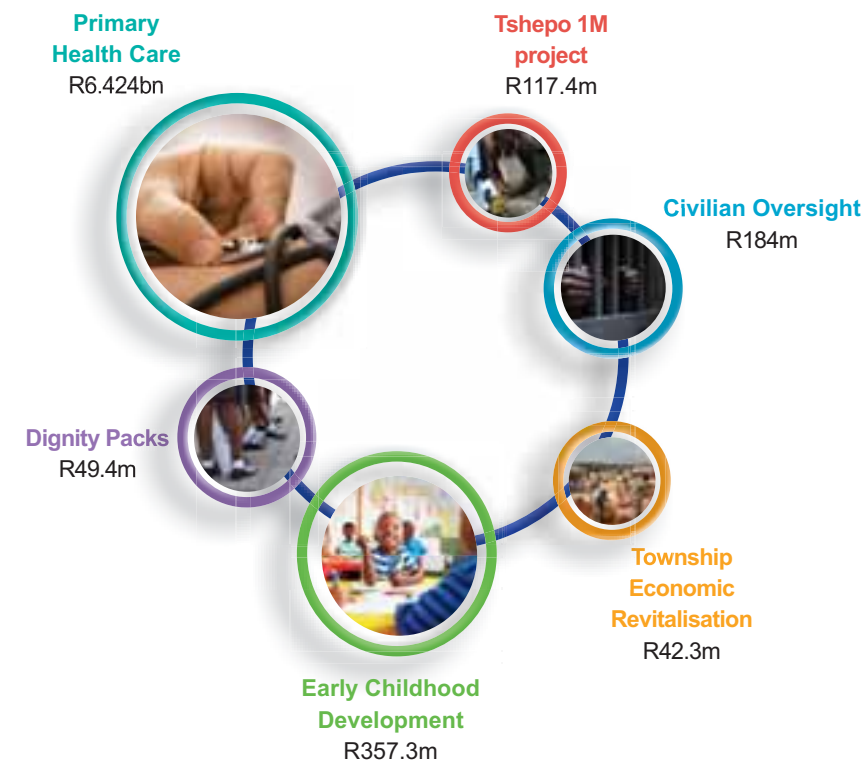 Primary
Health Care
R6.424bn
Tshepo 1M
project
R117.4m
Civilian Oversight
R184m
Dignity Packs
R49.4m
Township
Economic
Revitalisation
R42.3m
Early Childhood
Development
R357.3m